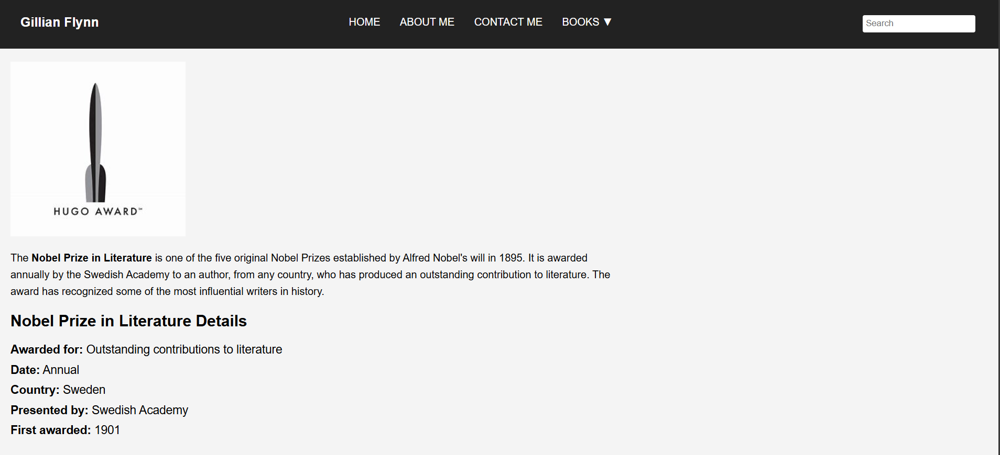 Gillian Flynn
HOME ABOUT ME CONTACT ME BOOKS ▼
Search
HUGO AWARD℠
The Nobel Prize in Literature is one of the five original Nobel Prizes established by Alfred Nobel's will in 1895. It is awarded
annually by the Swedish Academy to an author, from any country, who has produced an outstanding contribution to literature. The
award has recognized some of the most influential writers in history.
Nobel Prize in Literature Details
Awarded for: Outstanding contributions to literature
Date: Annual
Country: Sweden
Presented by: Swedish Academy
First awarded: 1901